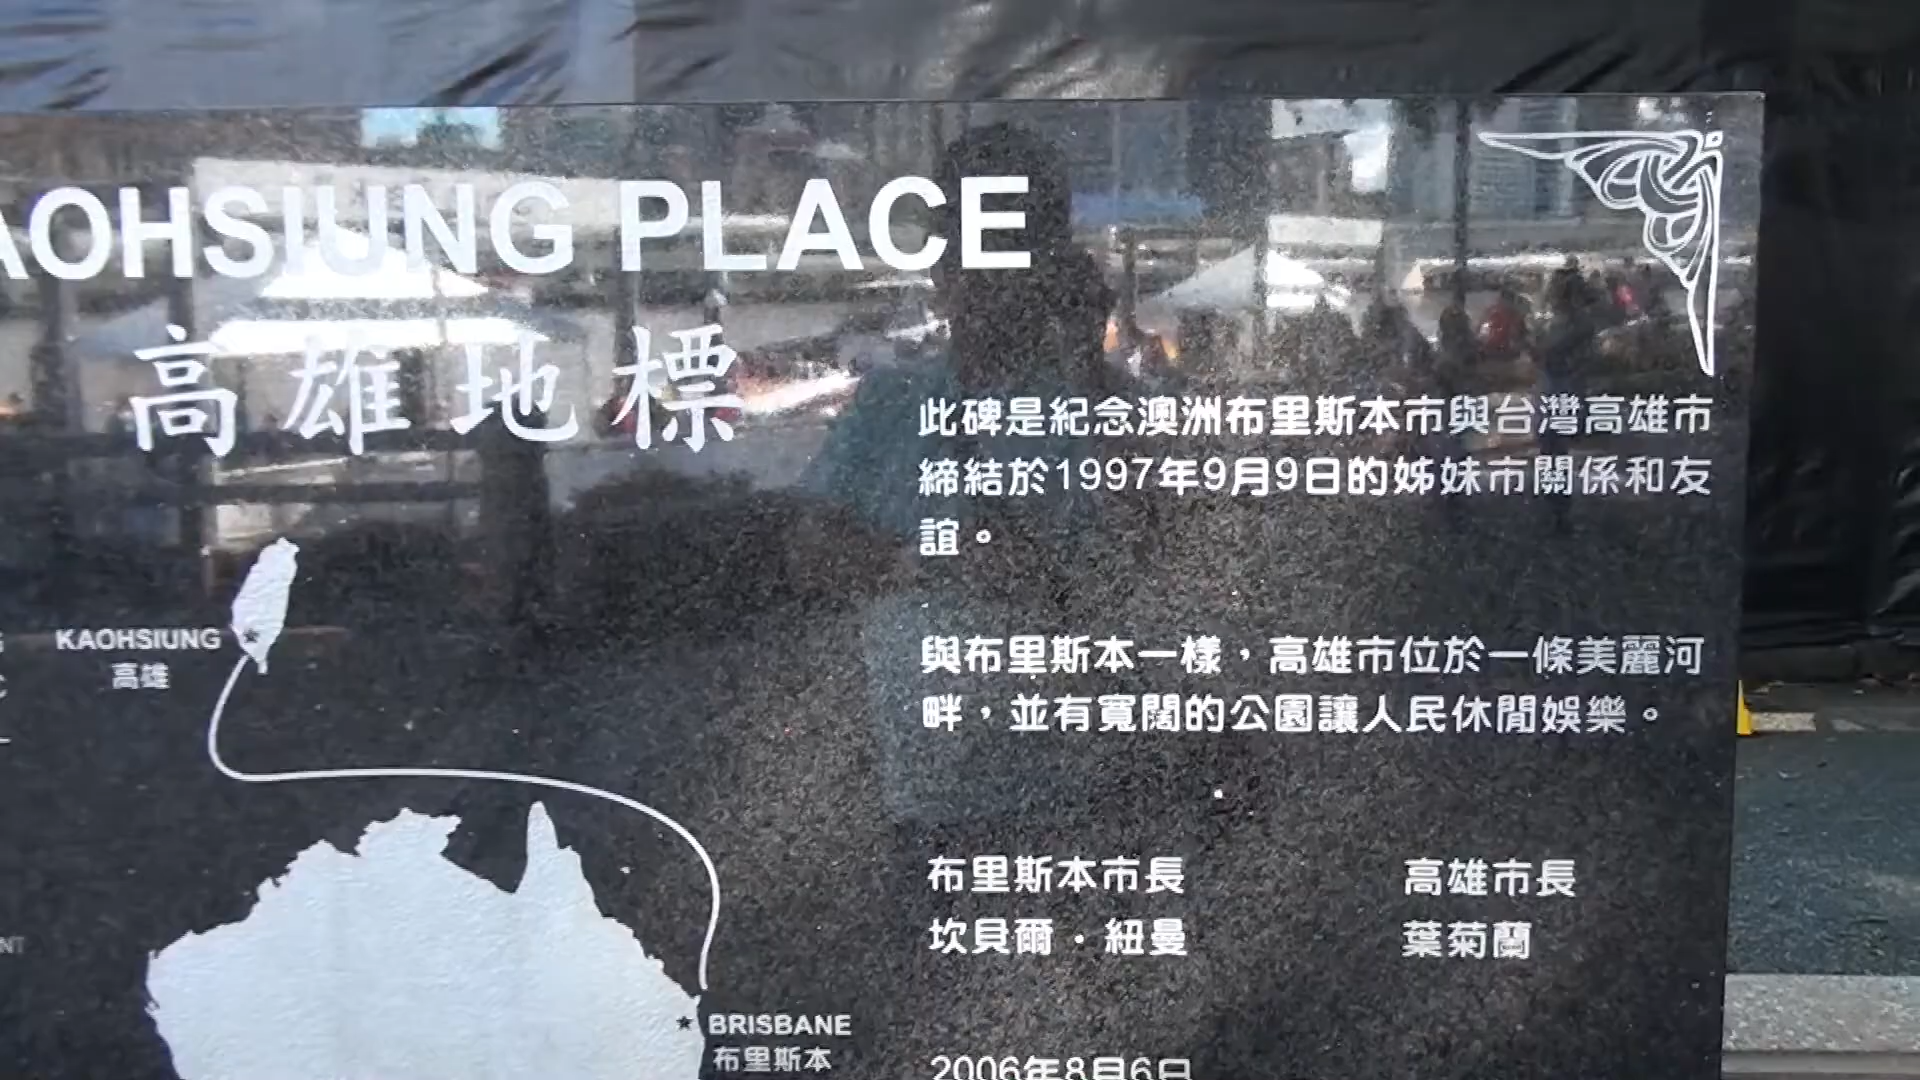 AOHSIUNG PLACE
高雄地標
此碑是紀念澳洲布里斯本市與台灣高雄市
締結於1997年9月9日的姊妹市關係和友
誼。
與布里斯本一樣，高雄市位於一條美麗河
畔，並有寬闊的公園讓人民休閒娛樂。
KAOHSIUNG
高雄
布里斯本市長
高雄市長
坎貝爾．紐曼
葉菊蘭
BRISBANE
布里斯本
2006年8月6日